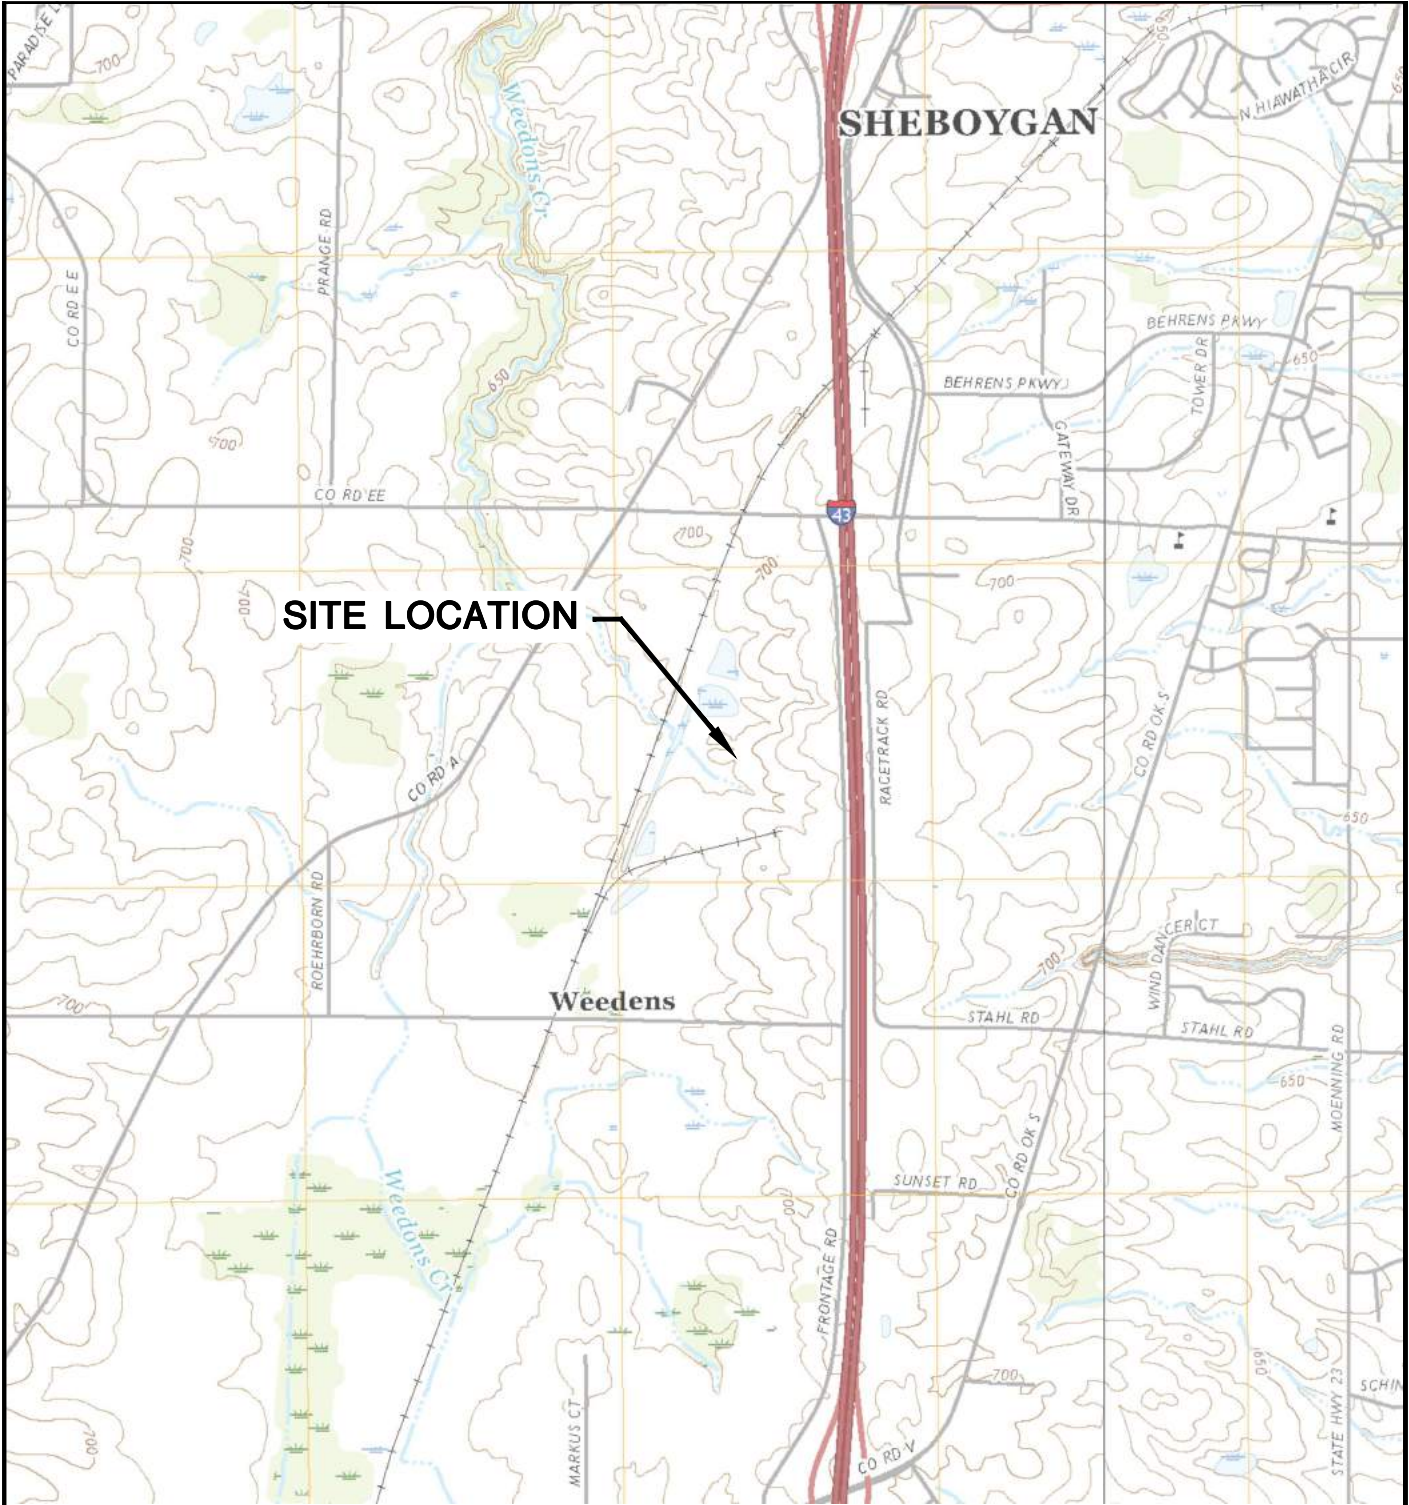 PARADISE L
700
650
Weedons Cr
SHEBOYGAN
N HIAWATHA CIR
650
CO RD E E
PRANGE RD
BEHRENS PKWY
650
650
700
BEHRENS PKWY
TOWER DR
GATEWAY DR
CO RD EE
43
700
700
700
700
700
SITE LOCATION
RACETRACK RD
CO RD OK S
CO RD A
650
ROEHRBORN RD
WIND DANCER CT
700
700
Weedens
STAHL RD
STAHL RD
650
MOENNING RD
CO RD OK S
Weedons Cr
SUNSET RD
700
FRONTAGE RD
650
700
STATE HWY 23
SCHIN
MARKUS CT
700
CO RD V